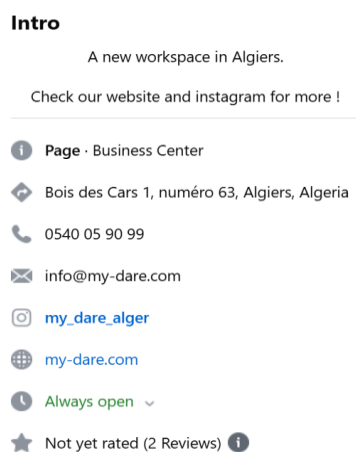 Intro
A new workspace in Algiers.
Check our website and instagram for more !
Page · Business Center
Bois des Cars 1, numéro 63, Algiers, Algeria
0540 05 90 99
info@my-dare.com
my_dare_alger
my-dare.com
Always open
Not yet rated (2 Reviews)